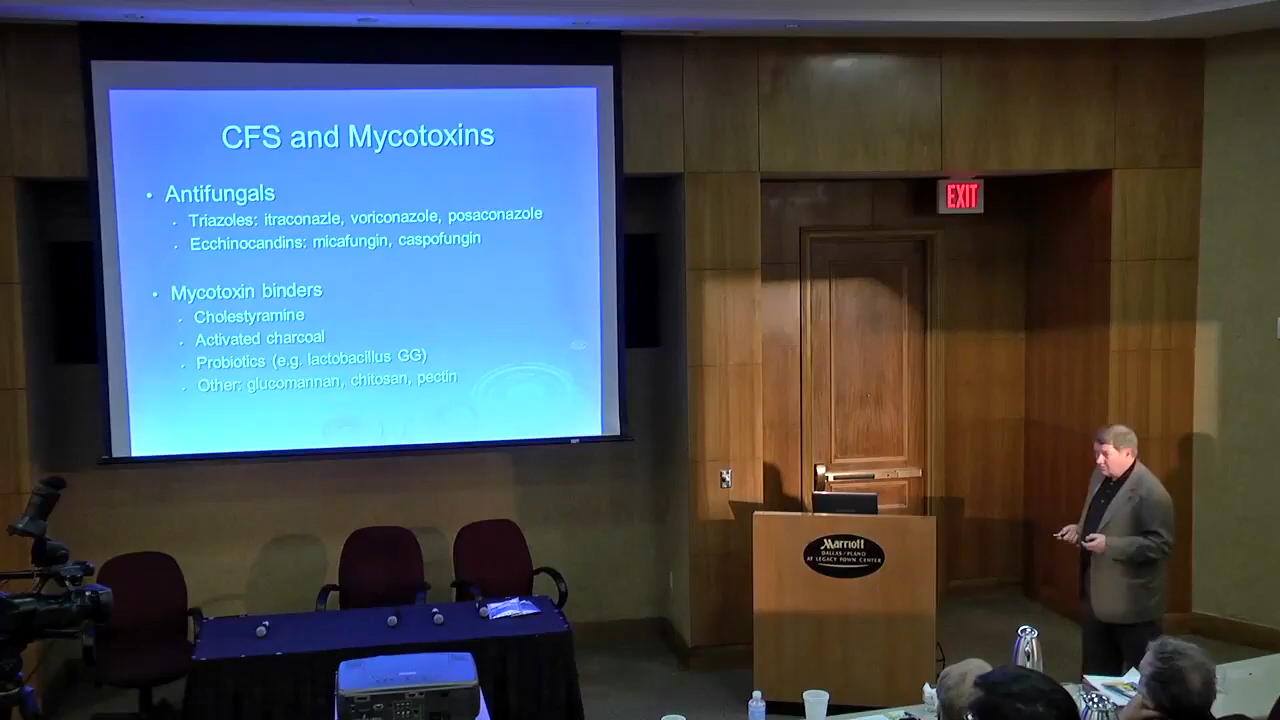 CFS and Mycotoxins
• Antifungals
• Triazoles: itraconazle, voriconazole, posaconazole
• Ecchinocandins: micafungin, caspofungin
• Mycotoxin binders
• Cholestyramine
• Activated charcoal
• Probiotics (e.g. lactobacillus GG)
• Other: glucomannan, chitosan, pectin
EXIT
Marriott
DALLAS/PLANO
AT LEGACY TOWN CENTER